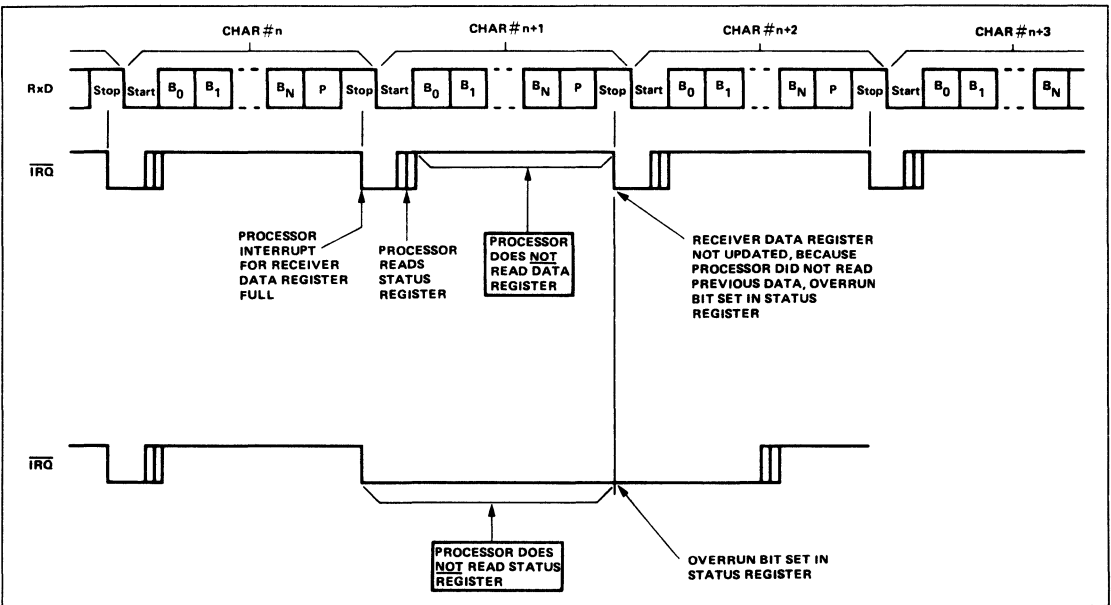 CHAR#n CHAR#n+1 CHAR#n+2 CHAR#n+3
RxD Stop Start B0 B1 BN P Stop Start B0 B1 BN P Stop Start B0 B1 BN P Stop Start B0 B1 BN
IRQ
PROCESSOR
INTERRUPT
FOR RECEIVER
DATA REGISTER
FULL
PROCESSOR
READS
STATUS
REGISTER
PROCESSOR
DOES NOT
READ DATA
REGISTER
RECEIVER DATA REGISTER
NOT UPDATED, BECAUSE
PROCESSOR DID NOT READ
PREVIOUS DATA, OVERRUN
BIT SET IN STATUS
REGISTER
IRQ
PROCESSOR DOES
NOT READ STATUS
REGISTER
OVERRUN BIT SET IN
STATUS REGISTER